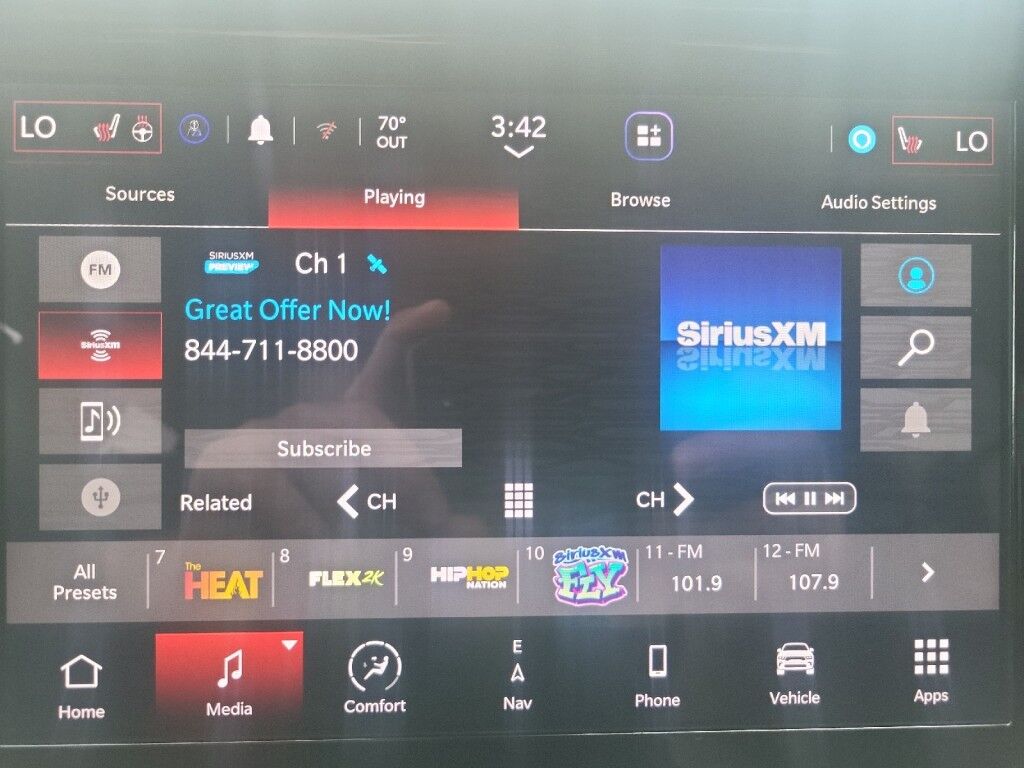 LO
70°
OUT
3:42
LO
Sources
Playing
Browse
Audio Settings
FM
SIRIUSXM
PREVIEW
Ch 1
Great Offer Now!
844-711-8800
SiriusXM
SiriusXM
Subscribe
Related
CH
CH
All
Presets
7
The
HEAT
8
FLEX2K
9
HIPHOP
NATION
10
SiriusXM
FLY
11 - FM
101.9
12 - FM
107.9
Home
Media
Comfort
E
Nav
Phone
Vehicle
Apps